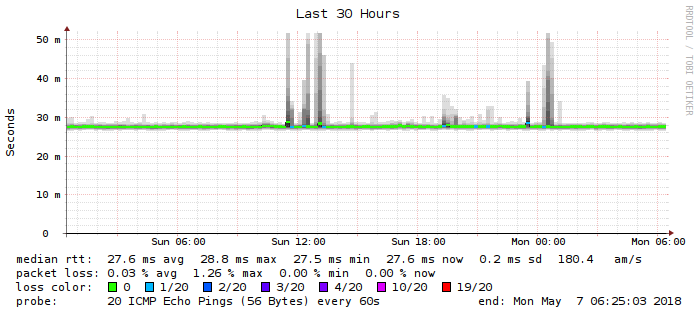 Last 30 Hours
RRDTOOL / TOBI OETIKER
Seconds
50 m
40 m
30 m
20 m
10 m
0
Sun 06:00 Sun 12:00 Sun 18:00 Mon 00:00 Mon 06:00
median rtt: 27.6 ms avg 28.8 ms max 27.5 ms min 27.6 ms now 0.2 ms sd 180.4 am/s
packet loss: 0.03 % avg 1.26 % max 0.00 % min 0.00 % now
loss color: 0 1/20 2/20 3/20 4/20 10/20 19/20
probe: 20 ICMP Echo Pings (56 Bytes) every 60s end: Mon May 7 06:25:03 2018